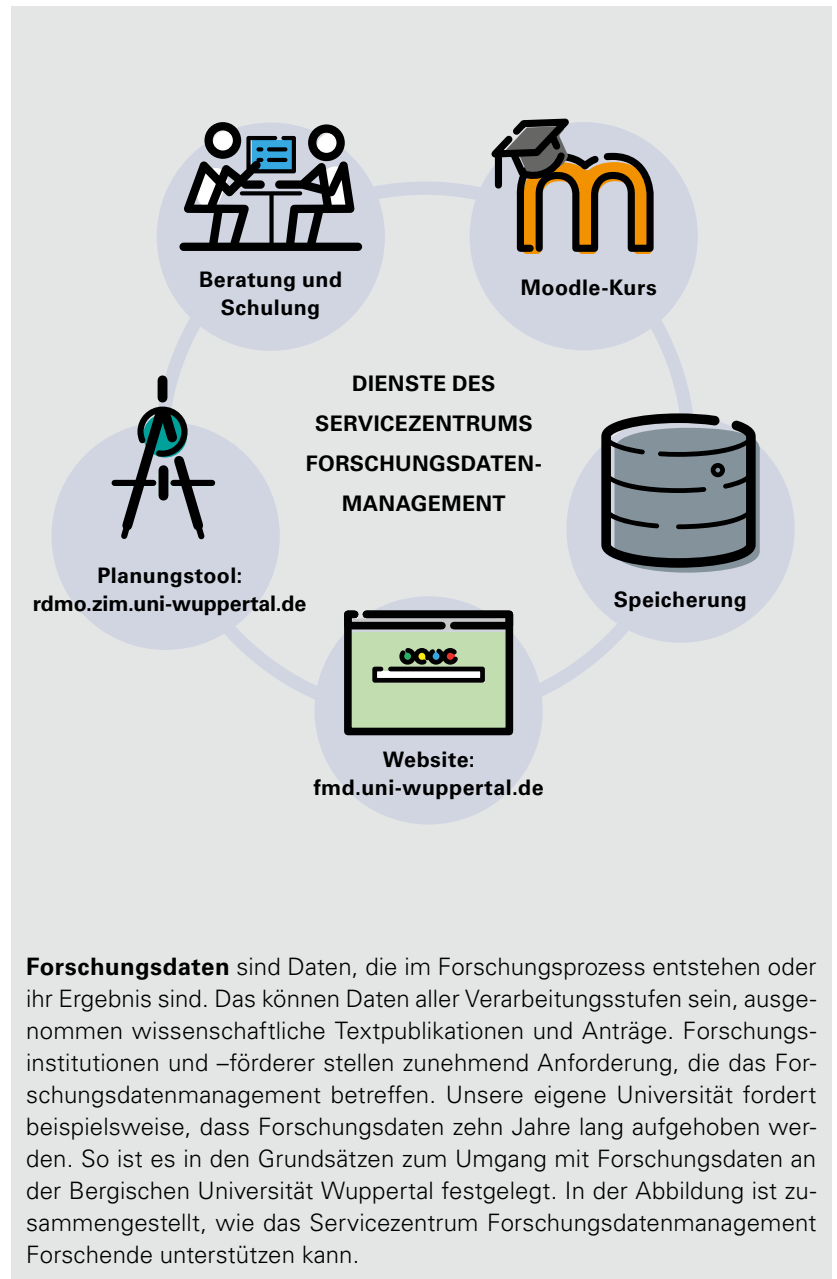 Beratung und
Schulung
Moodle-Kurs
DIENSTE DES
SERVICEZENTRUMS
FORSCHUNGSDATEN-
MANAGEMENT
Planungstool:
rdmo.zim.uni-wuppertal.de
Speicherung
Website:
fmd.uni-wuppertal.de
Forschungsdaten sind Daten, die im Forschungsprozess entstehen oder
ihr Ergebnis sind. Das können Daten aller Verarbeitungsstufen sein, ausge-
nommen wissenschaftliche Textpublikationen und Anträge. Forschungs-
institutionen und –förderer stellen zunehmend Anforderung, die das For-
schungsdatenmanagement betreffen. Unsere eigene Universität fordert
beispielsweise, dass Forschungsdaten zehn Jahre lang aufgehoben wer-
den. So ist es in den Grundsätzen zum Umgang mit Forschungsdaten an
der Bergischen Universität Wuppertal festgelegt. In der Abbildung ist zu-
sammengestellt, wie das Servicezentrum Forschungsdatenmanagement
Forschende unterstützen kann.